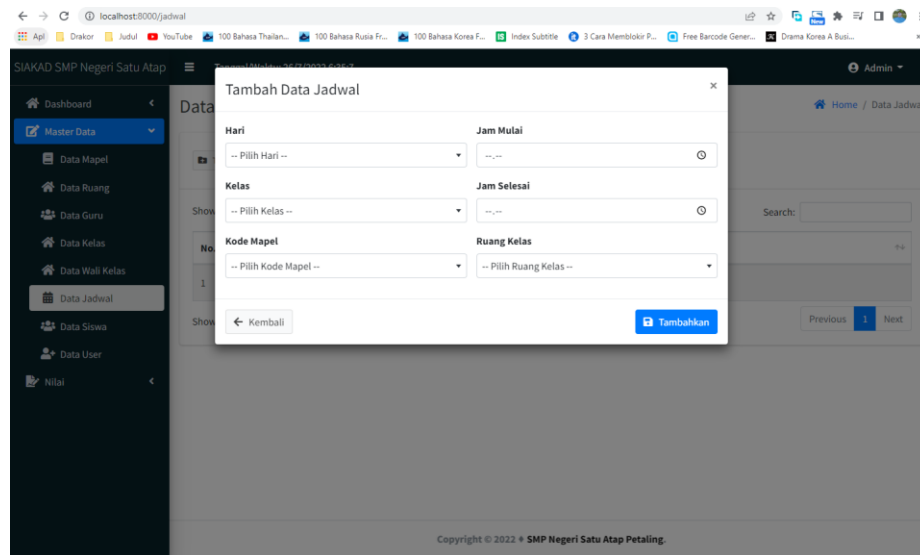 localhost:8000/jadwal
New
Apl Drakor Judul YouTube 100 Bahasa Thailan... 100 Bahasa Rusia Fr... 100 Bahasa Korea F... Index Subtitle 3 Cara Memblokir P... Free Barcode Gener... Drama Korea A Busi...
SIAKAD SMP Negeri Satu Atap
Admin
Dashboard
Data
Home / Data Jadwa
Master Data
Data Mapel
Data Ruang
Data Guru
Data Kelas
Data Wali Kelas
Data Jadwal
Data Siswa
Data User
Nilai
Tambah Data Jadwal
×
Hari
Jam Mulai
-- Pilih Hari --
--.--
Kelas
Jam Selesai
-- Pilih Kelas --
--.--
Kode Mapel
Ruang Kelas
-- Pilih Kode Mapel --
-- Pilih Ruang Kelas --
Kembali
Tambahkan
Show
Search:
No.
1
Show
Previous 1 Next
Copyright © 2022 ♦ SMP Negeri Satu Atap Petaling.